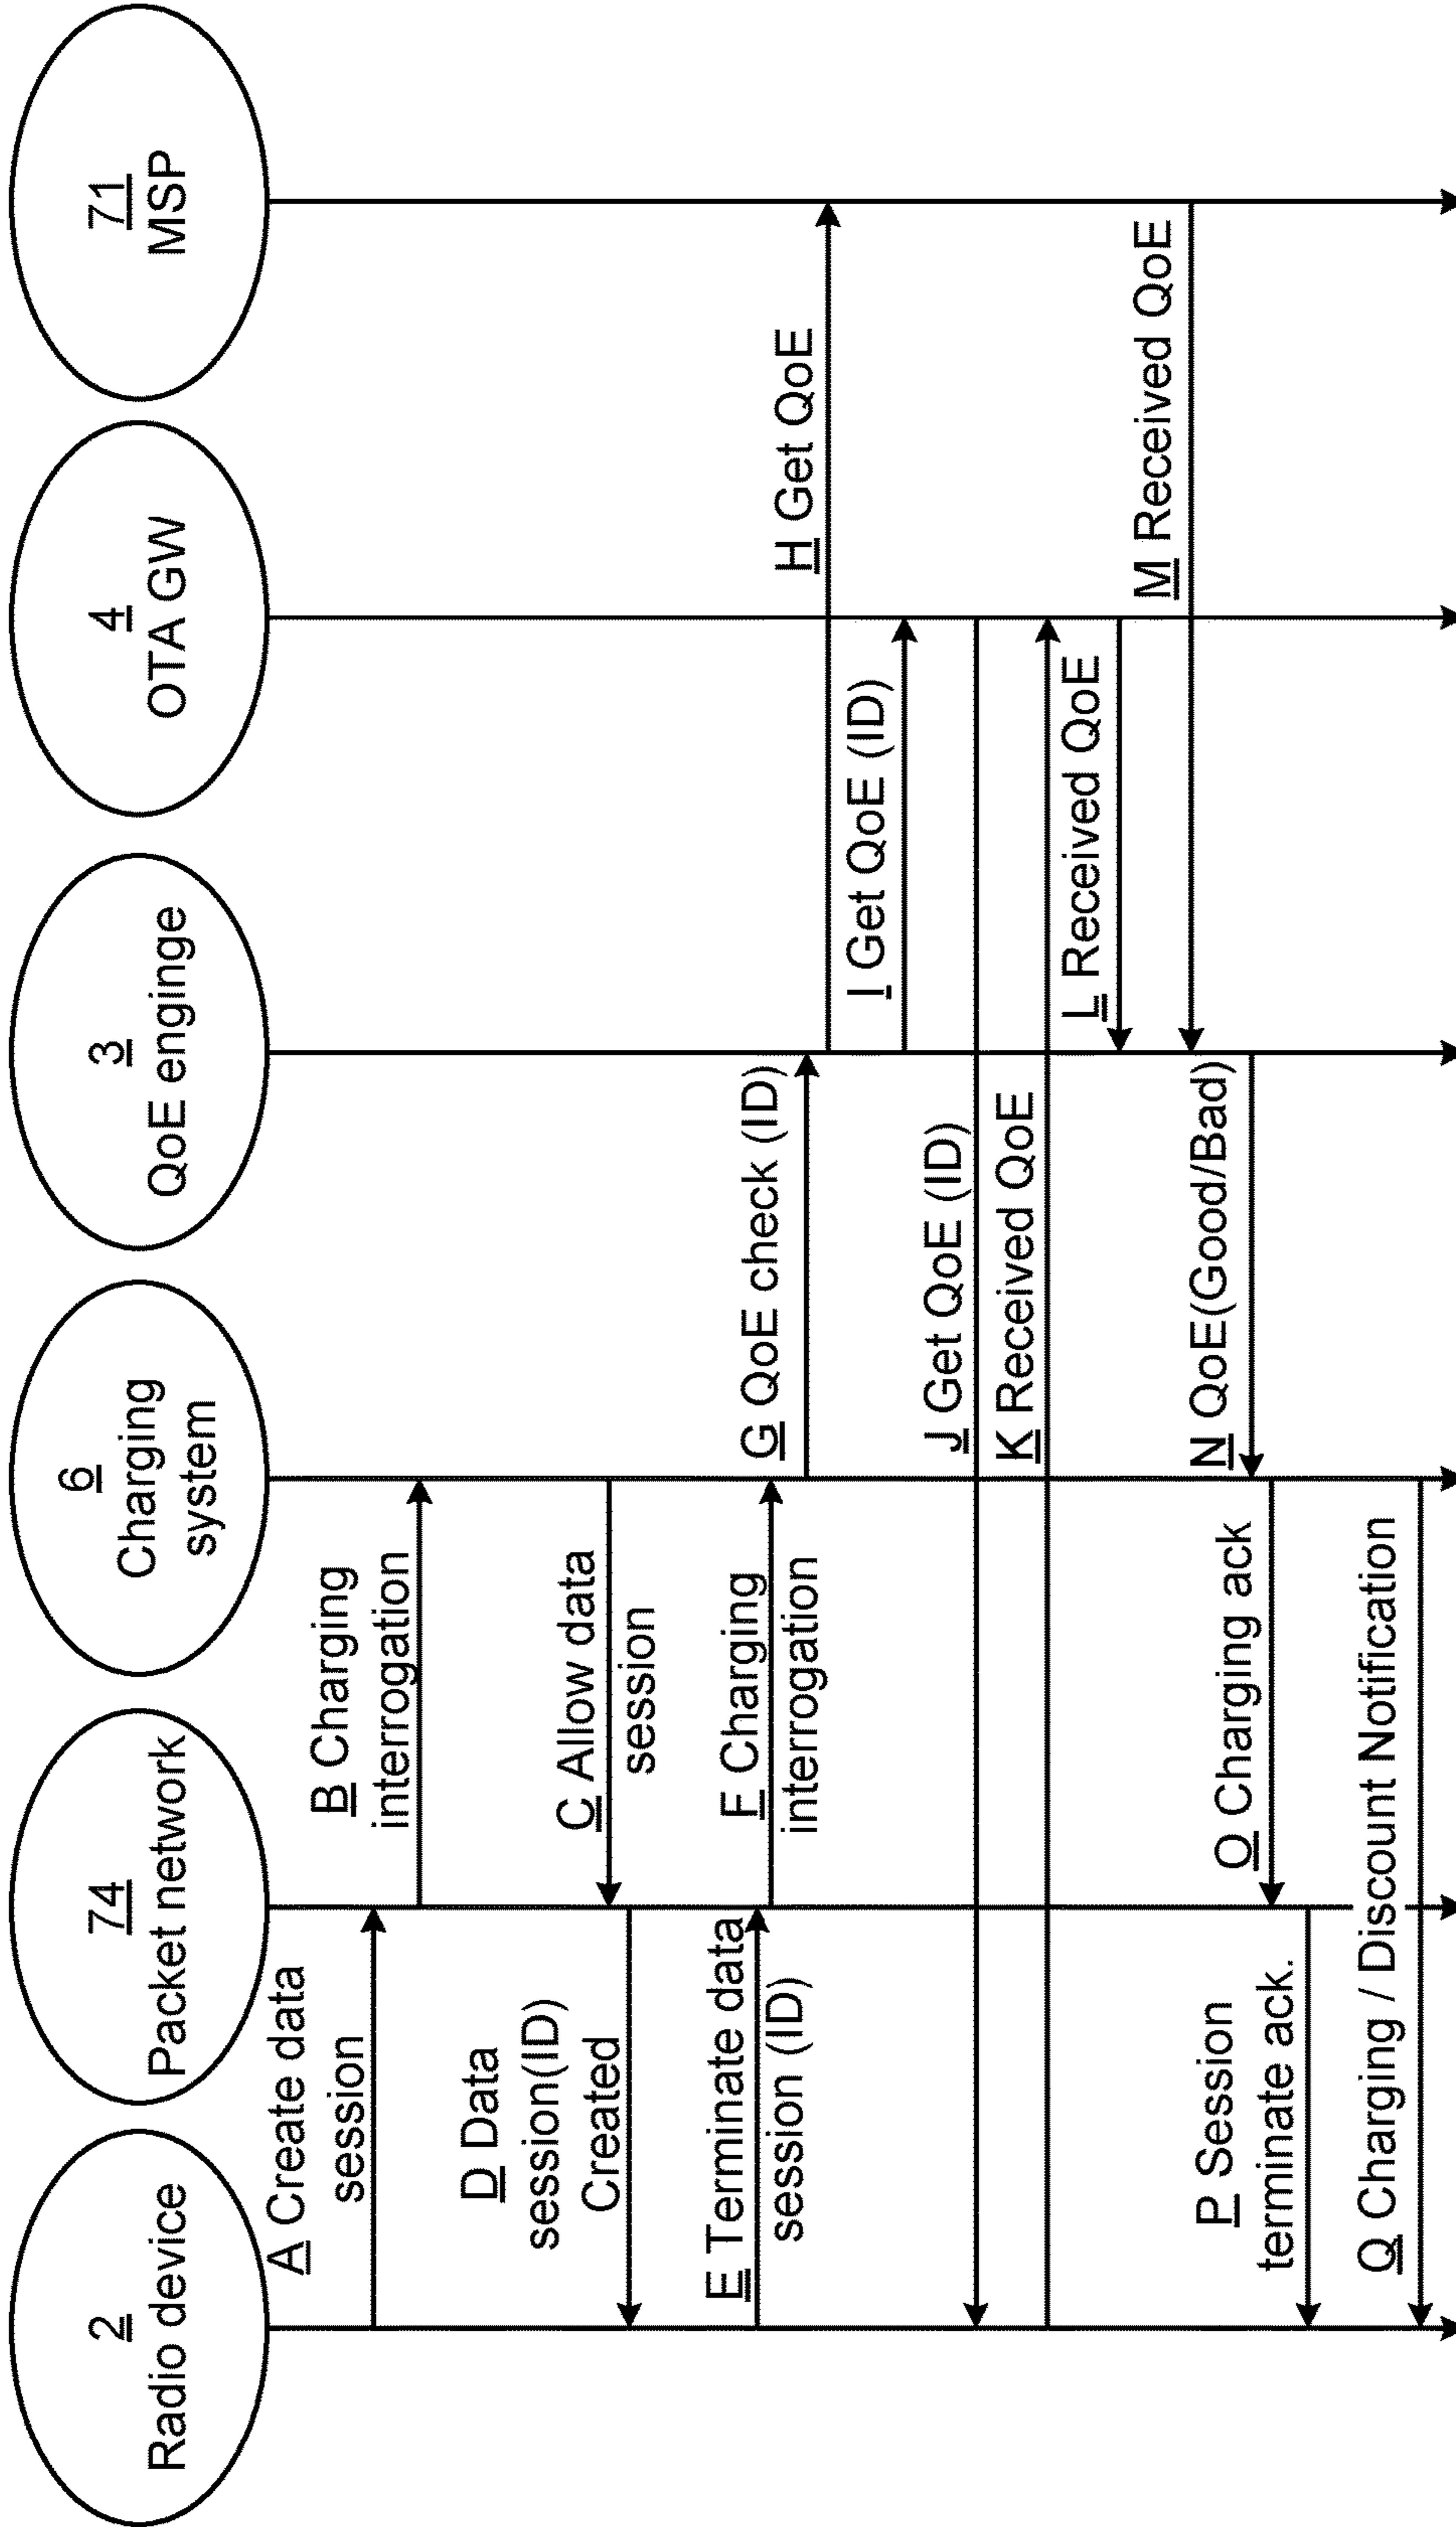 2
Radio device
74
Packet network
6
Charging
system
3
QoE enginge
4
OTA GW
71
MSP
A Create data
session
B Charging
interrogation
C Allow data
session
D Data
session(ID)
Created
E Terminate data
session (ID)
F Charging
interrogation
G QoE check (ID)
H Get QoE
I Get QoE (ID)
J Get QoE (ID)
K Received QoE
L Received QoE
M Received QoE
N QoE(Good/Bad)
O Charging ack
P Session
terminate ack.
Q Charging / Discount Notification